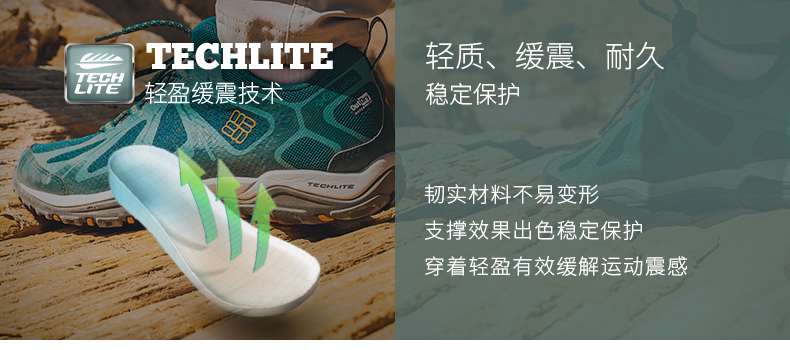 TECH
LITE
TECHLITE
轻盈缓震技术
OutDry
TECHLITE
轻质、缓震、耐久
稳定保护
韧实材料不易变形
支撑效果出色稳定保护
穿着轻盈有效缓解运动震感